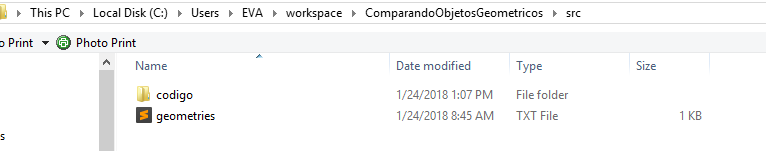 This PC Local Disk (C:) Users EVA workspace ComparandoObjetosGeometricos src
Print Photo Print
Name Date modified Type Size
codigo 1/24/2018 1:07 PM File folder
geometries 1/24/2018 8:45 AM TXT File 1 KB